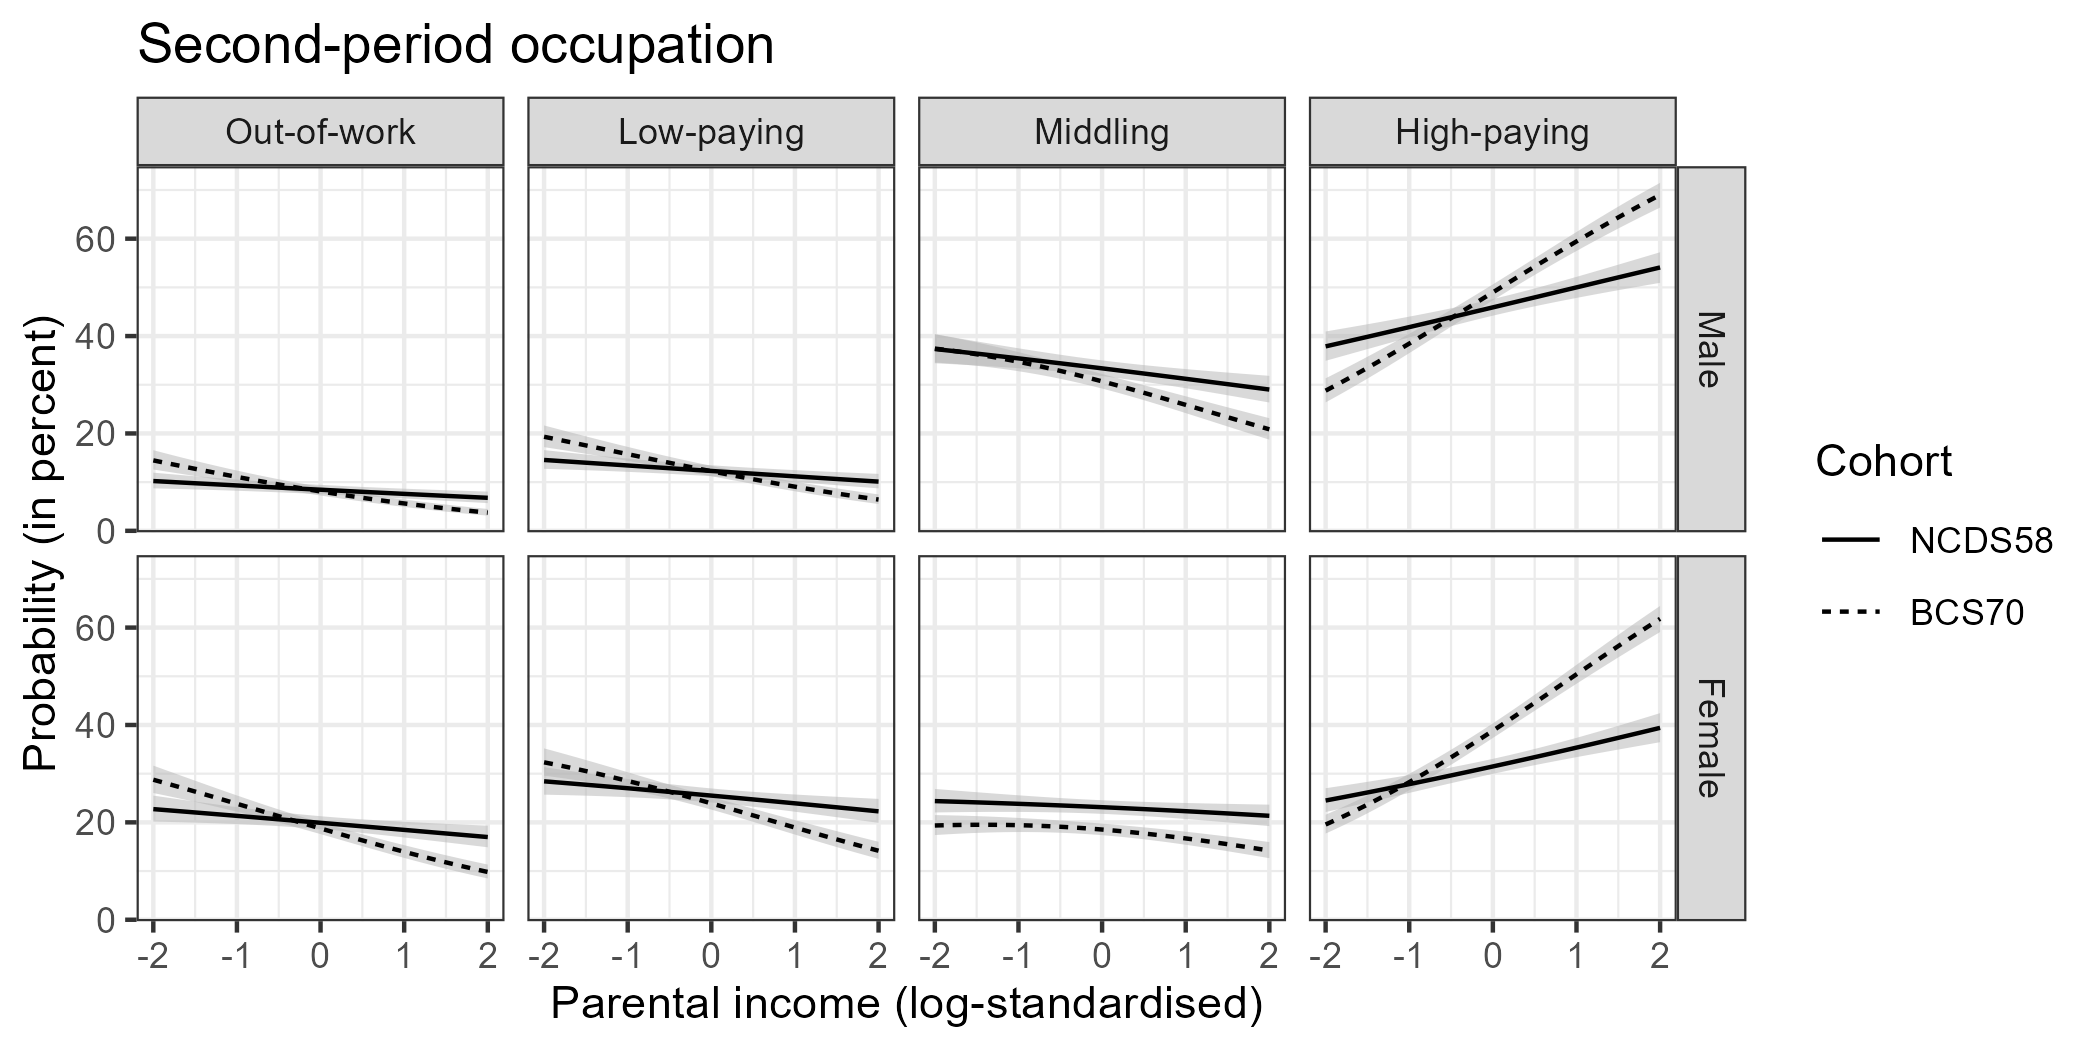 Second-period occupation
Out-of-work Low-paying Middling High-paying
Probability (in percent)
60
40
20
0
Male
60
40
20
0
Female
-2 -1 0 1 2 -2 -1 0 1 2 -2 -1 0 1 2 -2 -1 0 1 2
Parental income (log-standardised)
Cohort
NCDS58
BCS70